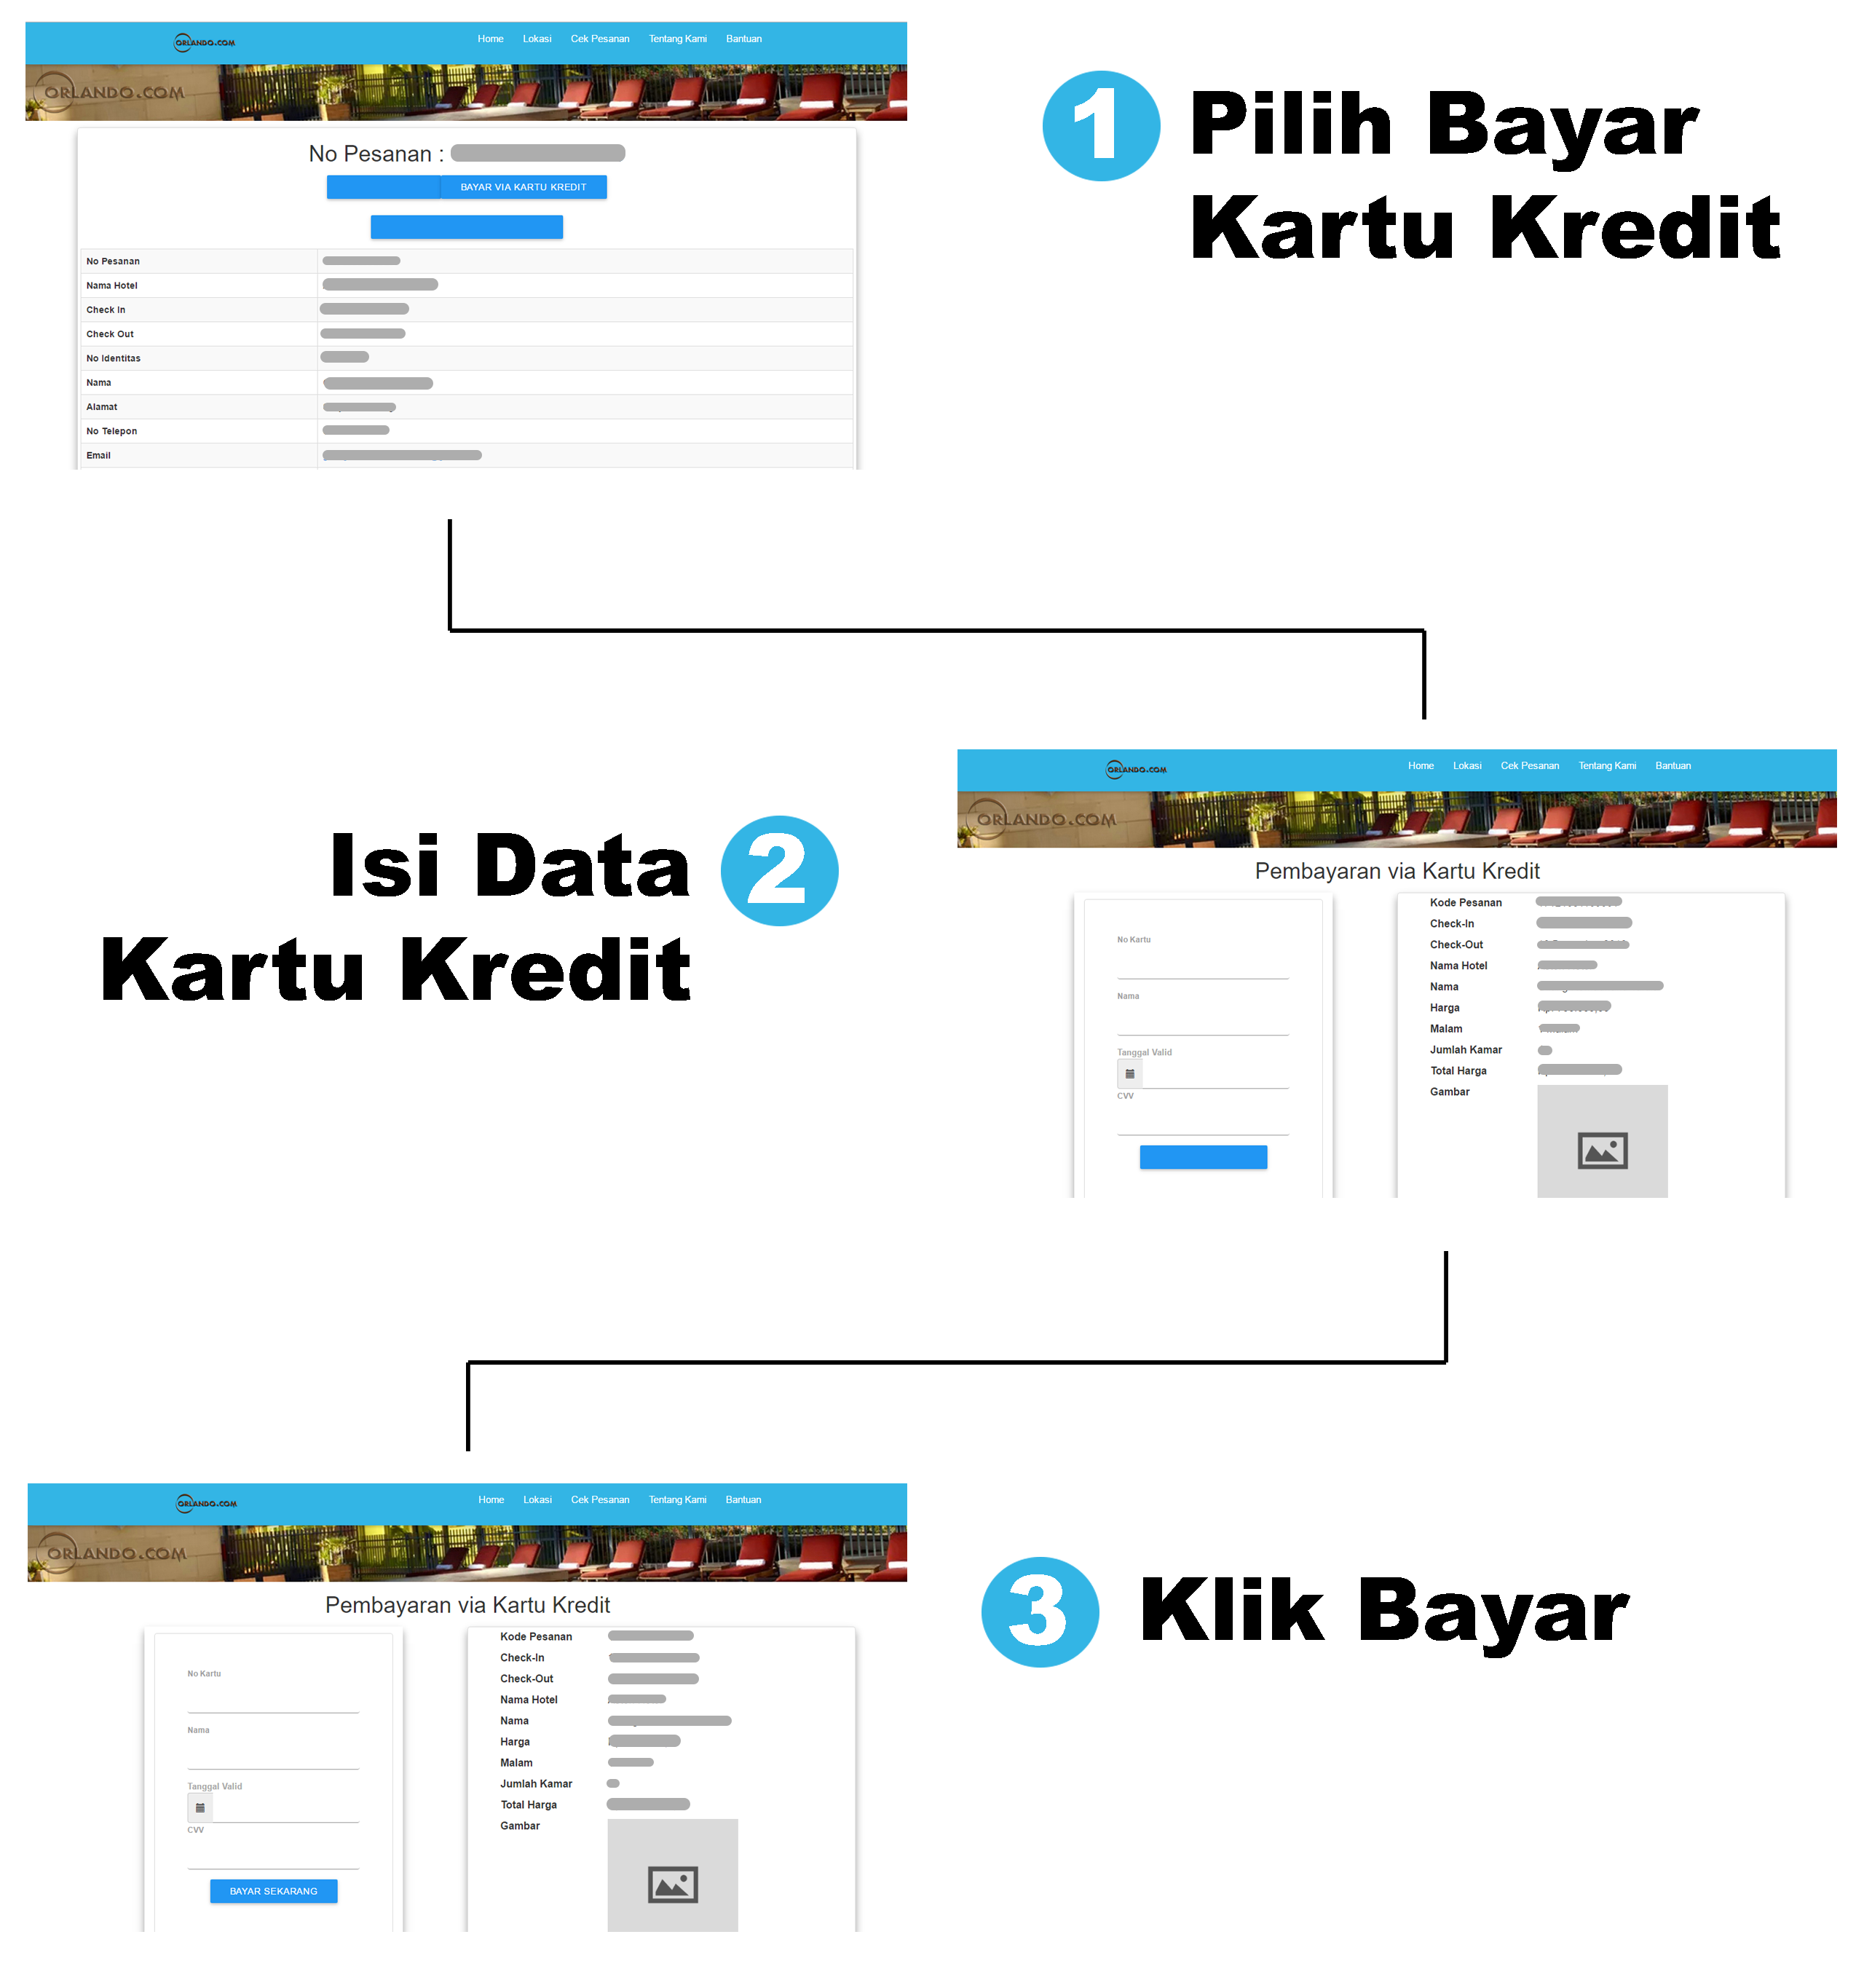 ORLANDO.COM
Home Lokasi Cek Pesanan Tentang Kami Bantuan
ORLANDO.COM
No Pesanan :
BAYAR VIA KARTU KREDIT
No Pesanan
Nama Hotel
Check In
Check Out
No Identitas
Nama
Alamat
No Telepon
Email
1 Pilih Bayar
Kartu Kredit
Isi Data 2
Kartu Kredit
ORLANDO.COM
Home Lokasi Cek Pesanan Tentang Kami Bantuan
ORLANDO.COM
Pembayaran via Kartu Kredit
No Kartu
Nama
Tanggal Valid
CVV
Kode Pesanan
Check-In
Check-Out
Nama Hotel
Nama
Harga
Malam
Jumlah Kamar
Total Harga
Gambar
ORLANDO.COM
Home Lokasi Cek Pesanan Tentang Kami Bantuan
ORLANDO.COM
Pembayaran via Kartu Kredit
No Kartu
Nama
Tanggal Valid
CVV
BAYAR SEKARANG
Kode Pesanan
Check-In
Check-Out
Nama Hotel
Nama
Harga
Malam
Jumlah Kamar
Total Harga
Gambar
3 Klik Bayar